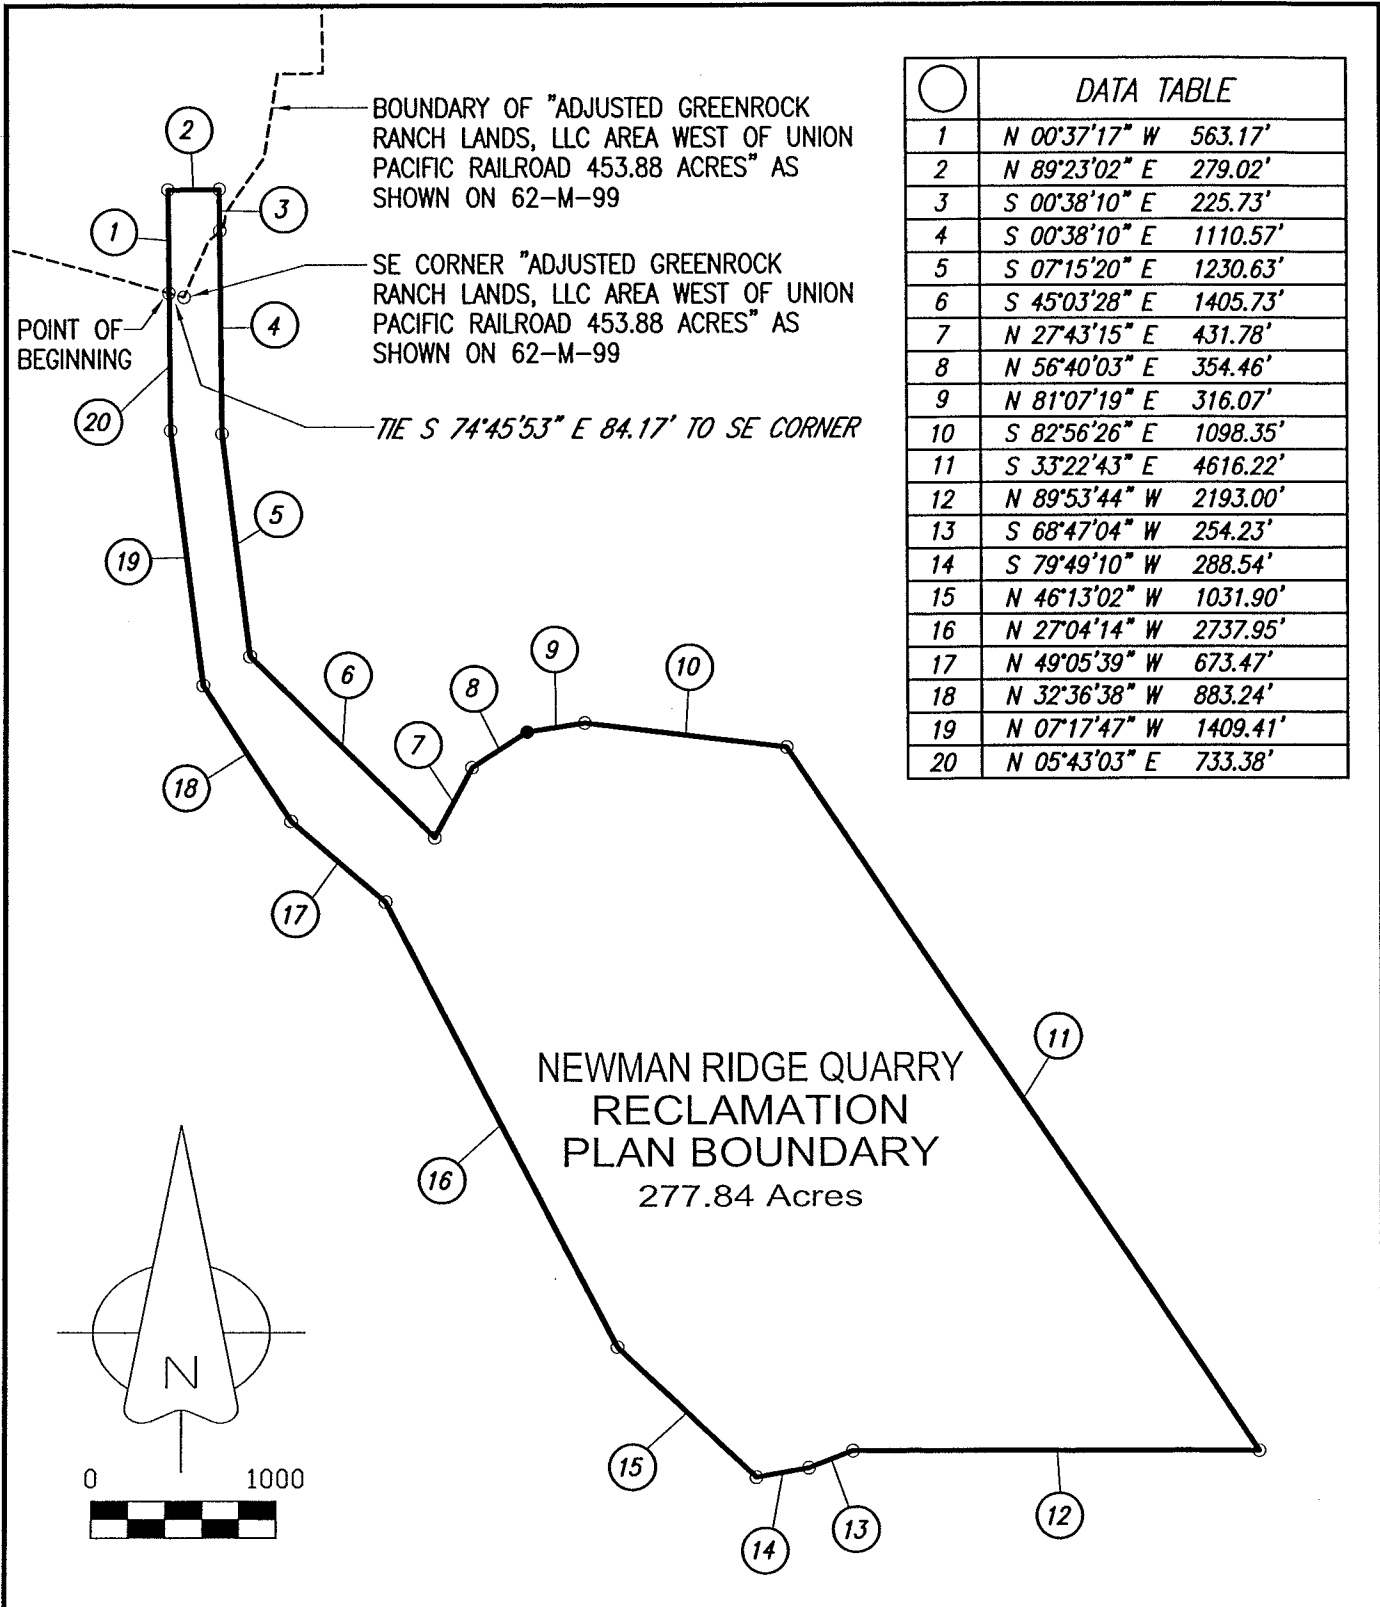 BOUNDARY OF "ADJUSTED GREENROCK
RANCH LANDS, LLC AREA WEST OF UNION
PACIFIC RAILROAD 453.88 ACRES" AS
SHOWN ON 62-M-99
SE CORNER "ADJUSTED GREENROCK
RANCH LANDS, LLC AREA WEST OF UNION
PACIFIC RAILROAD 453.88 ACRES" AS
SHOWN ON 62-M-99
POINT OF
BEGINNING
TIE S 74°45'53" E 84.17' TO SE CORNER
DATA TABLE
1 N 00°37'17" W 563.17'
2 N 89°23'02" E 279.02'
3 S 00°38'10" E 225.73'
4 S 00°38'10" E 1110.57'
5 S 07°15'20" E 1230.63'
6 S 45°03'28" E 1405.73'
7 N 27°43'15" E 431.78'
8 N 56°40'03" E 354.46'
9 N 81°07'19" E 316.07'
10 S 82°56'26" E 1098.35'
11 S 33°22'43" E 4616.22'
12 N 89°53'44" W 2193.00'
13 S 68°47'04" W 254.23'
14 S 79°49'10" W 288.54'
15 N 46°13'02" W 1031.90'
16 N 27°04'14" W 2737.95'
17 N 49°05'39" W 673.47'
18 N 32°36'38" W 883.24'
19 N 07°17'47" W 1409.41'
20 N 05°43'03" E 733.38'
2
3
1
4
20
5
19
6
9
10
8
7
18
17
11
16
15
12
13
14
NEWMAN RIDGE QUARRY
RECLAMATION
PLAN BOUNDARY
277.84 Acres
N
0 1000